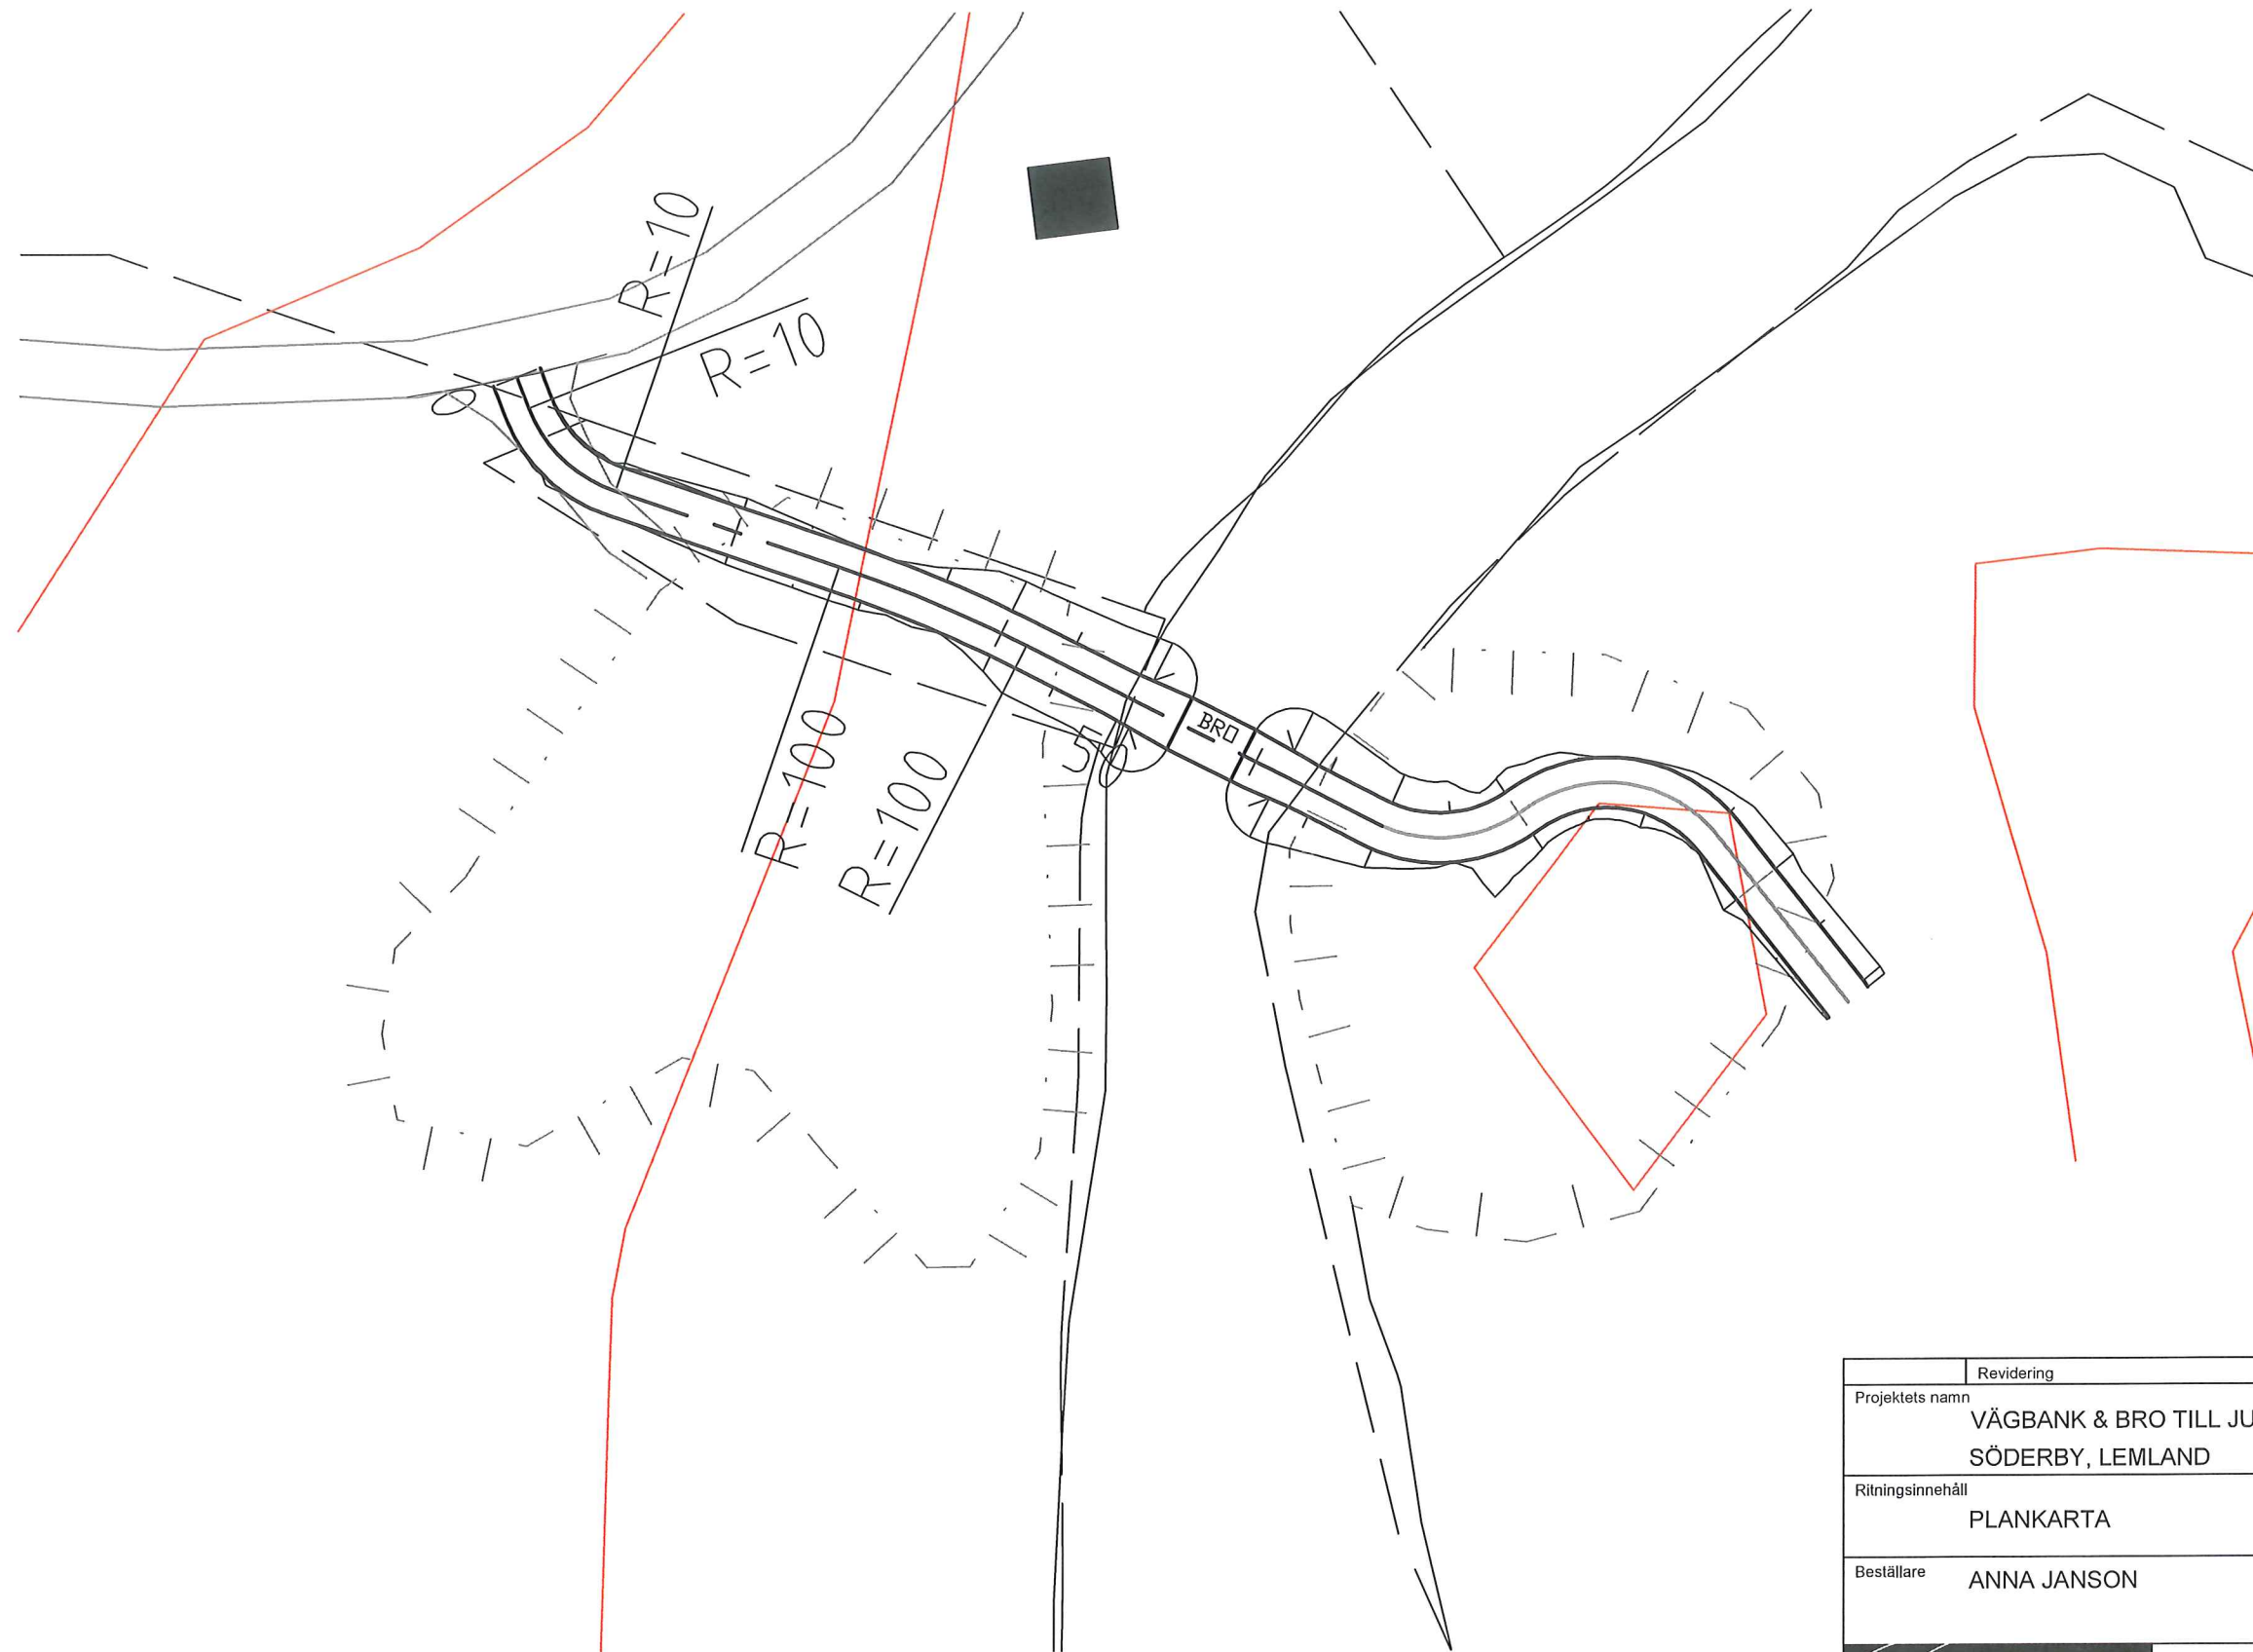 R=10
R=10
0
BRO
50
R=100
R=100
Revidering
Projektets namn
VÄGBANK & BRO TILL JU
SÖDERBY, LEMLAND
Ritningsinnehåll
PLANKARTA
Beställare
ANNA JANSON